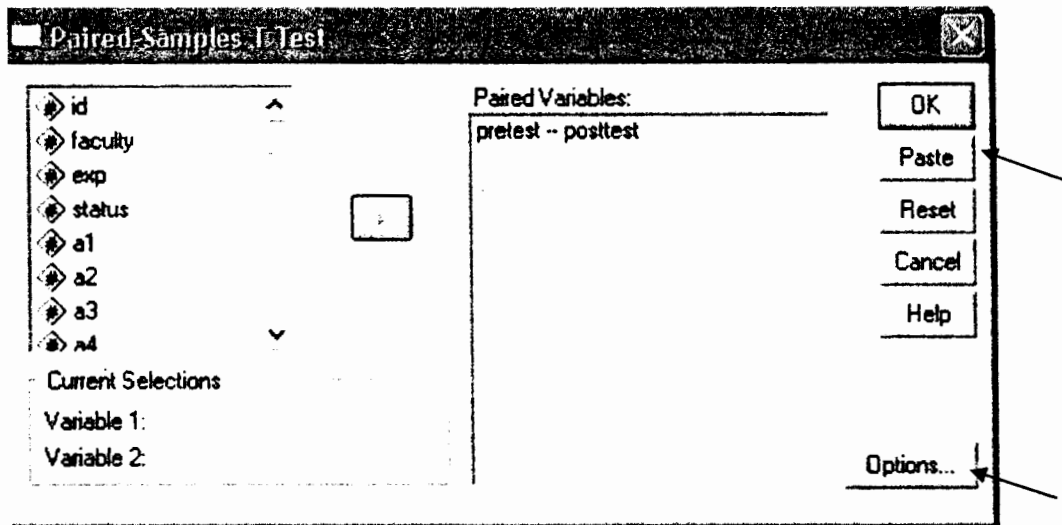 Paired-Samples T Test
id
faculty
exp
status
a1
a2
a3
a4
Current Selections
Variable 1:
Variable 2:
Paired Variables:
pretest -- posttest
OK
Paste
Reset
Cancel
Help
Options...